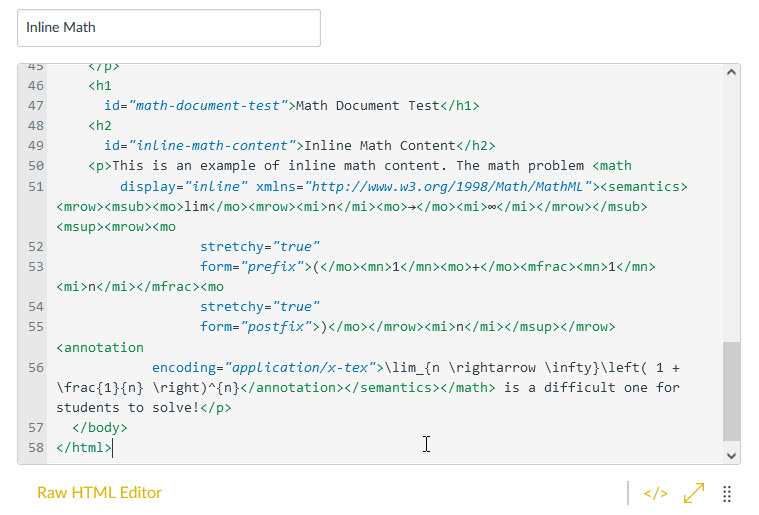 Inline Math
45 </p>
46 <h1
47 id="math-document-test">Math Document Test</h1>
48 <h2
49 id="inline-math-content">Inline Math Content</h2>
50 <p>This is an example of inline math content. The math problem <math
51 display="inline" xmlns="http://www.w3.org/1998/Math/MathML"><semantics>
<mrow><msub><mo>lim</mo><mrow><mi>n</mi><mo>→</mo><mi>∞</mi></mrow></msub>
<msup><mrow><mo
52 stretchy="true"
53 form="prefix">(</mo><mn>1</mn><mo>+</mo><mfrac><mn>1</mn>
<mi>n</mi></mfrac><mo
54 stretchy="true"
55 form="postfix">)</mo></mrow><mi>n</mi></msup></mrow>
<annotation
56 encoding="application/x-tex">\lim_{n \rightarrow \infty}\left( 1 +
\frac{1}{n} \right)^{n}</annotation></semantics></math> is a difficult one for
students to solve!</p>
57 </body>
58 </html>
Raw HTML Editor
</>